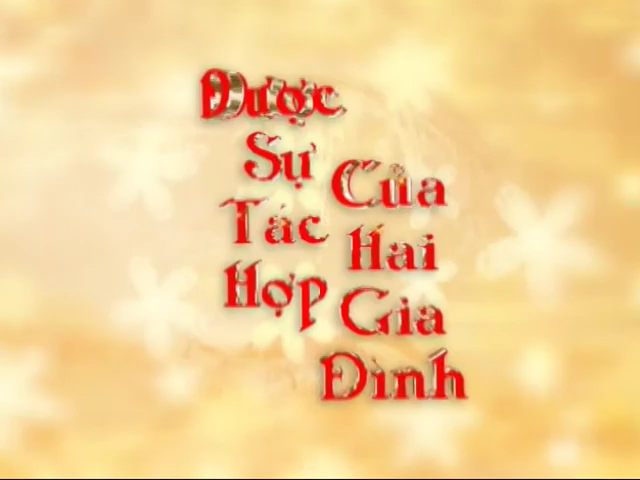 Được
Sự
Tác
Hợp
Của
Hai
Gia
Đình